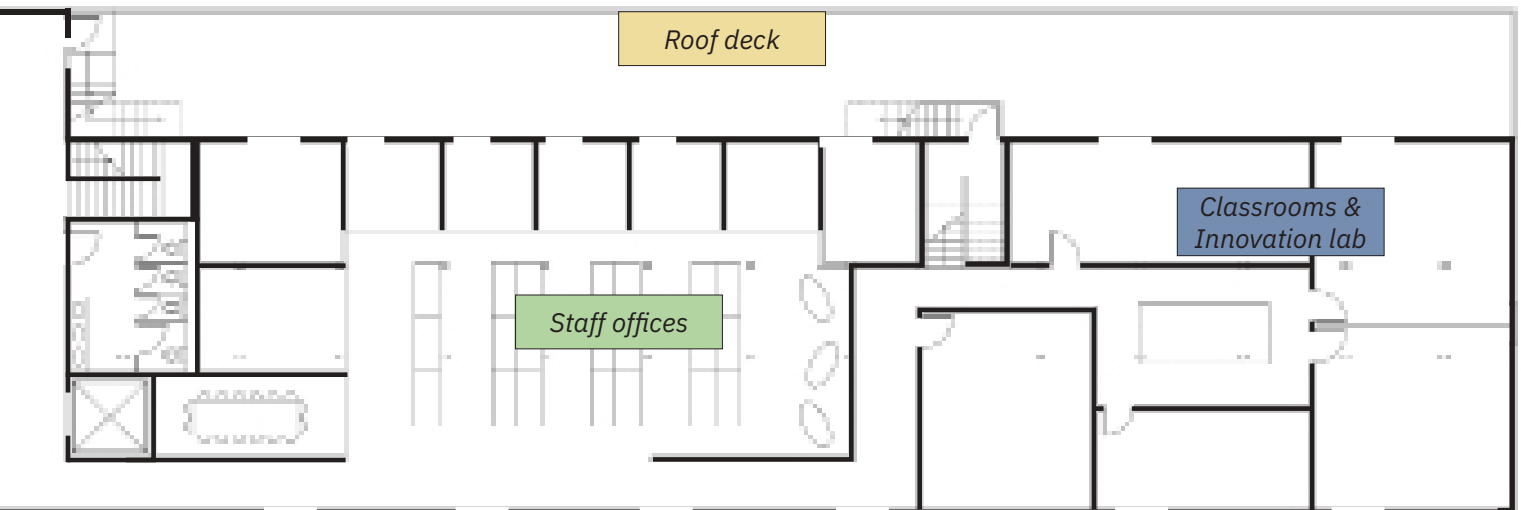 Roof deck
Classrooms &
Innovation lab
Staff offices